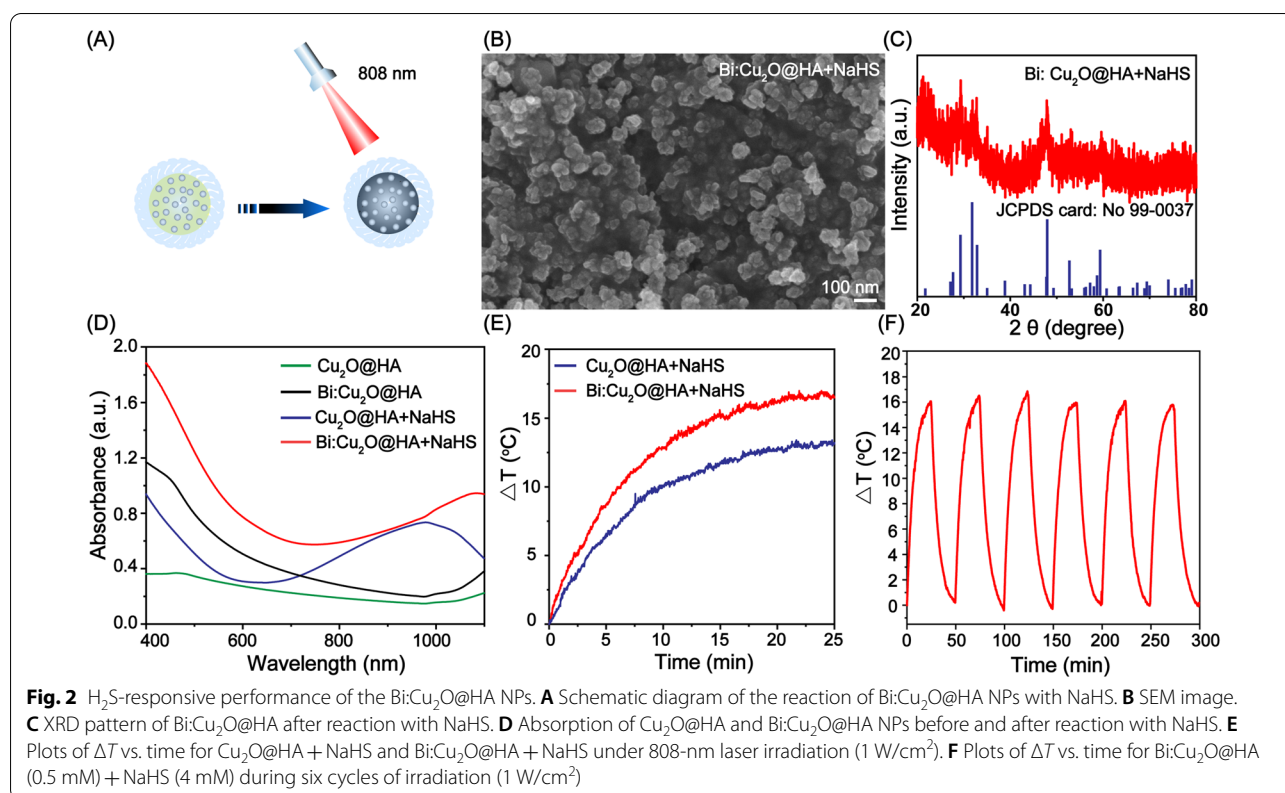 (A)
808 nm
(B)
Bi:Cu₂O@HA+NaHS
100 nm
(C)
Bi: Cu₂O@HA+NaHS
JCPDS card: No 99-0037
Intensity (a.u.)
20 40 60 80
2 θ (degree)
(D)
2.0
1.6
1.2
0.8
0.4
0.0
Absorbance (a.u.)
Cu₂O@HA
Bi:Cu₂O@HA
Cu₂O@HA+NaHS
Bi:Cu₂O@HA+NaHS
400 600 800 1000
Wavelength (nm)
(E)
20
15
10
5
0
△T (°C)
Cu₂O@HA+NaHS
Bi:Cu₂O@HA+NaHS
0 5 10 15 20 25
Time (min)
(F)
20
18
16
14
12
10
8
6
4
2
0
△T (°C)
0 50 100 150 200 250 300
Time (min)
Fig. 2 H₂S-responsive performance of the Bi:Cu₂O@HA NPs. A Schematic diagram of the reaction of Bi:Cu₂O@HA NPs with NaHS. B SEM image.
C XRD pattern of Bi:Cu₂O@HA after reaction with NaHS. D Absorption of Cu₂O@HA and Bi:Cu₂O@HA NPs before and after reaction with NaHS. E
Plots of ΔT vs. time for Cu₂O@HA + NaHS and Bi:Cu₂O@HA + NaHS under 808-nm laser irradiation (1 W/cm²). F Plots of ΔT vs. time for Bi:Cu₂O@HA
(0.5 mM) + NaHS (4 mM) during six cycles of irradiation (1 W/cm²)